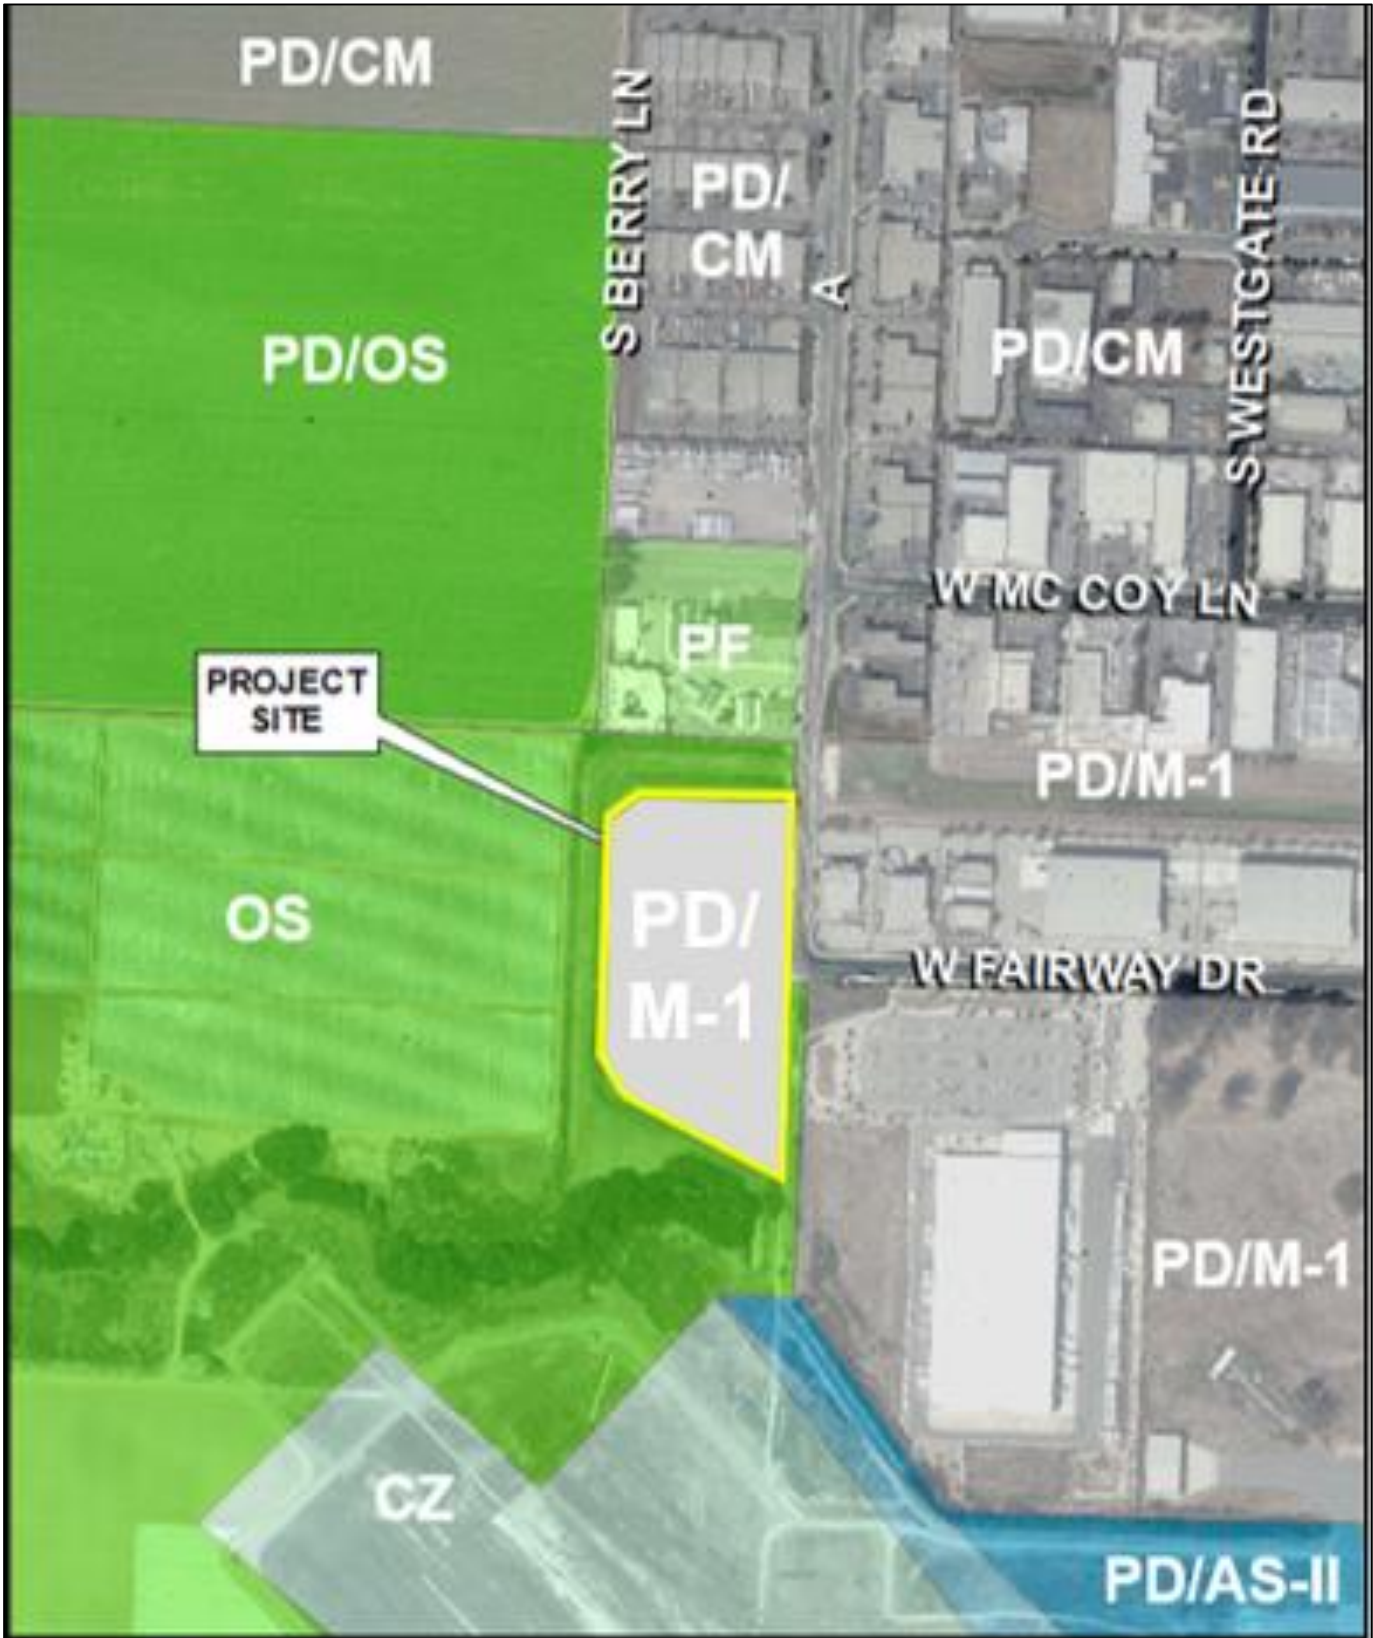 PD/CM
S BERRY LN
PD/
CM
A
S WESTGATE RD
PD/OS
PD/CM
W MC COY LN
PF
PROJECT
SITE
PD/M-1
OS
PD/
M-1
W FAIRWAY DR
PD/M-1
CZ
PD/AS-II